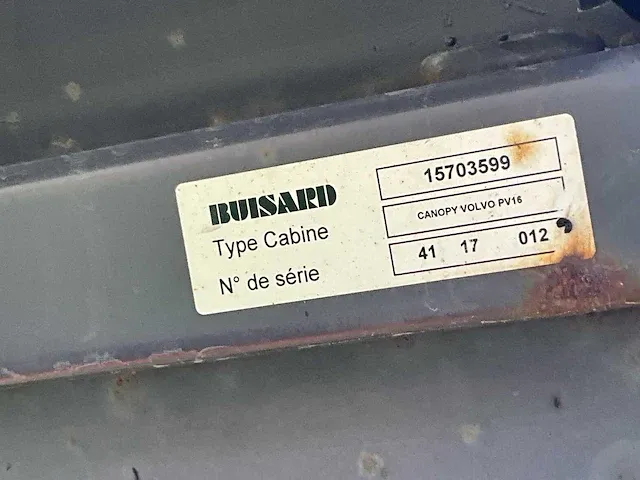 BUISARD 15703599
Type Cabine CANOPY VOLVO PV16
N° de série 41 17 012